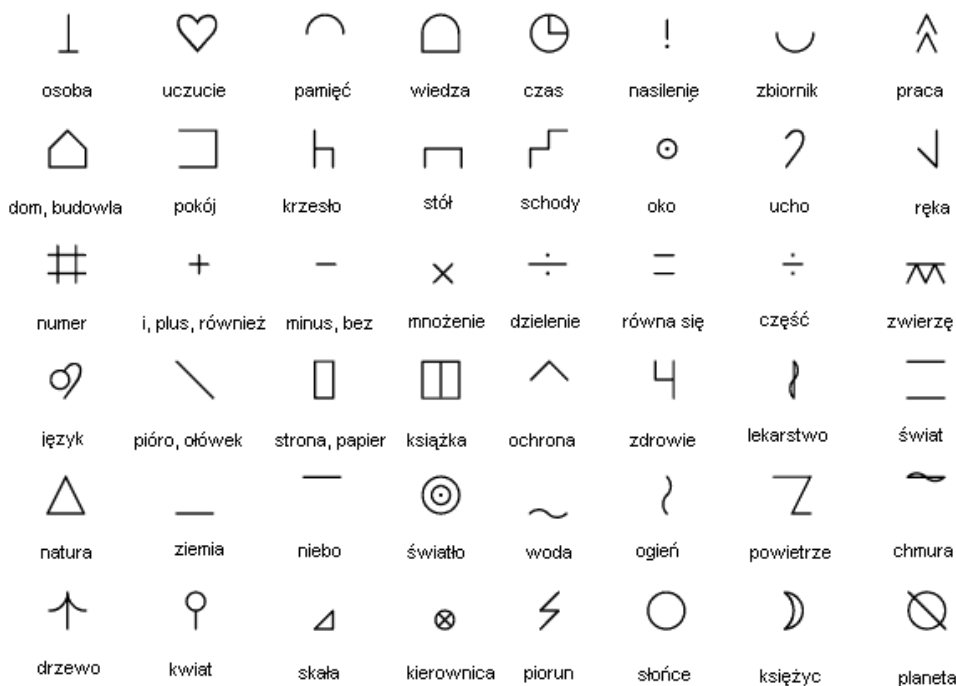 osoba uczucie pamięć wiedza czas nasilenie zbiornik praca
dom, budowla pokój krzesło stół schody oko ucho ręka
numer i, plus, również minus, bez mnożenie dzielenie równa się część zwierzę
język pióro, ołówek strona, papier książka ochrona zdrowie lekarstwo świat
natura ziemia niebo światło woda ogień powietrze chmura
drzewo kwiat skała kierownica piorun słońce księżyc planeta